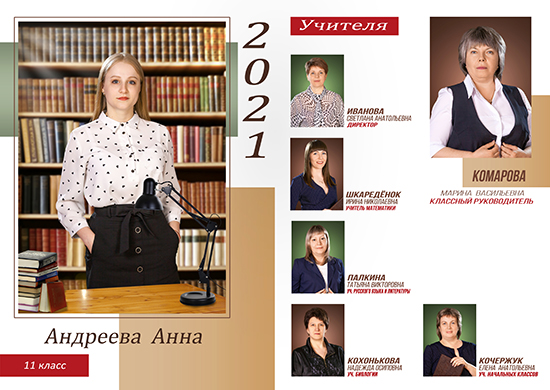 Андреева Анна
11 класс
2021
Учителя
ИВАНОВА
СВЕТЛАНА АНАТОЛЬЕВНА
ДИРЕКТОР
ШКАРЕДЁНОК
ИРИНА НИКОЛАЕВНА
УЧИТЕЛЬ МАТЕМАТИКИ
ПАЛКИНА
ТАТЬЯНА ВИКТОРОВНА
УЧ. РУССКОГО ЯЗЫКА И ЛИТЕРАТУРЫ
КОХОНЬКОВА
НАДЕЖДА ОСИПОВНА
УЧ. БИОЛОГИИ
КОМАРОВА
МАРИНА ВАСИЛЬЕВНА
КЛАССНЫЙ РУКОВОДИТЕЛЬ
КОЧЕРЖУК
ЕЛЕНА АНАТОЛЬЕВНА
УЧ. НАЧАЛЬНЫХ КЛАССОВ